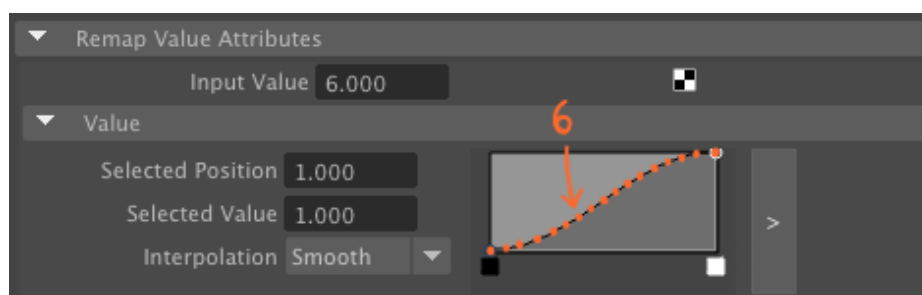 Remap Value Attributes
Input Value 6.000
Value
6
Selected Position 1.000
Selected Value 1.000
Interpolation Smooth
>